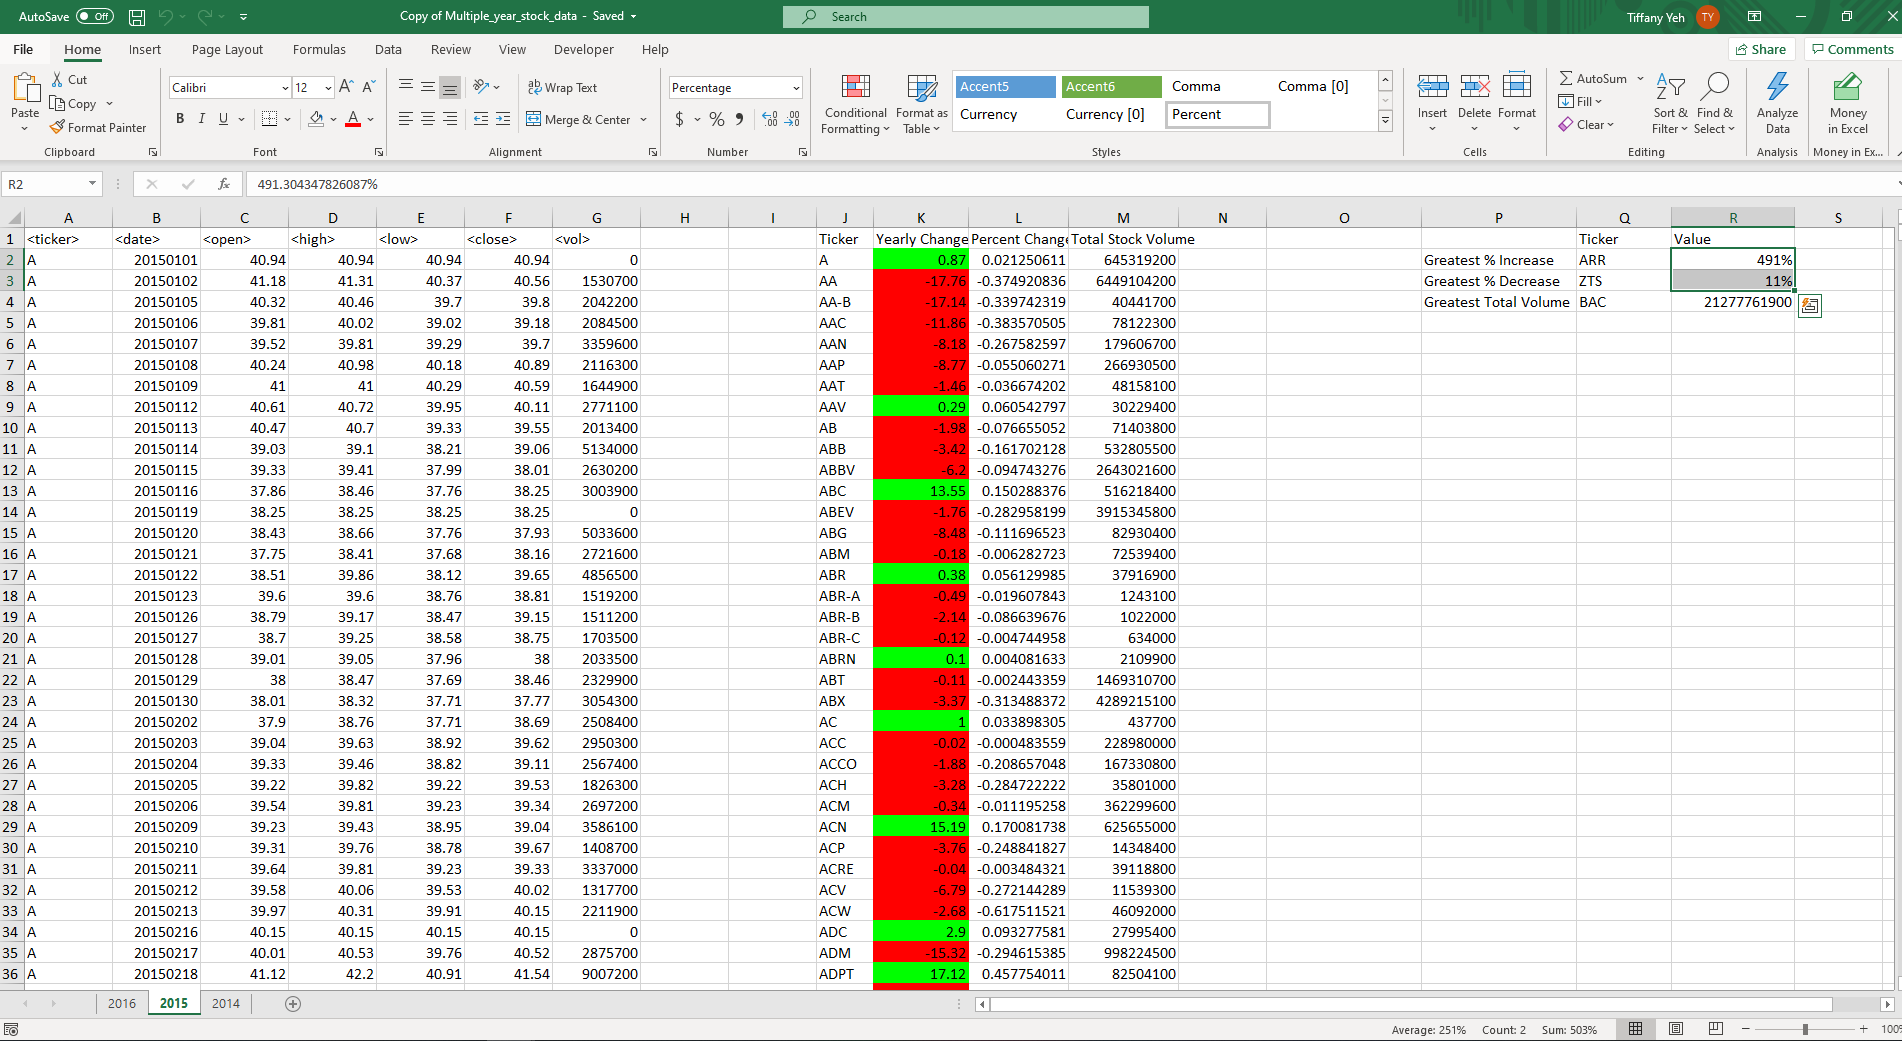 AutoSave Off Copy of Multiple_year_stock_data - Saved Search Tiffany Yeh TY
File Home Insert Page Layout Formulas Data Review View Developer Help Share Comments
Paste Cut Copy Format Painter Clipboard
Calibri 12 B I U A Font
Wrap Text Merge & Center Alignment
Percentage $ % Number
Conditional Formatting Format as Table
Accent5 Accent6 Comma Comma [0]
Currency Currency [0] Percent
Styles
Insert Delete Format Cells
AutoSum Fill Clear Sort & Filter Find & Select Editing
Analyze Data Analysis
Money in Excel Money in Ex...
R2 fx 491.304347826087%
A B C D E F G H I J K L M N O P Q R S
1 <ticker> <date> <open> <high> <low> <close> <vol> Ticker Yearly Change Percent Change Total Stock Volume Ticker Value
2 A 20150101 40.94 40.94 40.94 40.94 0 A 0.87 0.021250611 645319200 Greatest % Increase ARR 491%
3 A 20150102 41.18 41.31 40.37 40.56 1530700 AA -17.76 -0.374920836 6449104200 Greatest % Decrease ZTS 11%
4 A 20150105 40.32 40.46 39.7 39.8 2042200 AA-B -17.14 -0.339742319 40441700 Greatest Total Volume BAC 21277761900
5 A 20150106 39.81 40.02 39.02 39.18 2084500 AAC -11.86 -0.383570505 78122300
6 A 20150107 39.52 39.81 39.29 39.7 3359600 AAN -8.18 -0.267582597 179606700
7 A 20150108 40.24 40.98 40.18 40.89 2116300 AAP -8.77 -0.055060271 266930500
8 A 20150109 41 41 40.29 40.59 1644900 AAT -1.46 -0.036674202 48158100
9 A 20150112 40.61 40.72 39.95 40.11 2771100 AAV 0.29 0.060542797 30229400
10 A 20150113 40.47 40.7 39.33 39.55 2013400 AB -1.98 -0.076655052 71403800
11 A 20150114 39.03 39.1 38.21 39.06 5134000 ABB -3.42 -0.161702128 532805500
12 A 20150115 39.33 39.41 37.99 38.01 2630200 ABBV -6.2 -0.094743276 2643021600
13 A 20150116 37.86 38.46 37.76 38.25 3003900 ABC 13.55 0.150288376 516218400
14 A 20150119 38.25 38.25 38.25 38.25 0 ABEV -1.76 -0.282958199 3915345800
15 A 20150120 38.43 38.66 37.76 37.93 5033600 ABG -8.48 -0.111696523 82930400
16 A 20150121 37.75 38.41 37.68 38.16 2721600 ABM -0.18 -0.006282723 72539400
17 A 20150122 38.51 39.86 38.12 39.65 4856500 ABR 0.38 0.056129985 37916900
18 A 20150123 39.6 39.6 38.76 38.81 1519200 ABR-A -0.49 -0.019607843 1243100
19 A 20150126 38.79 39.17 38.47 39.15 1511200 ABR-B -2.14 -0.086639676 1022000
20 A 20150127 38.7 39.25 38.58 38.75 1703500 ABR-C -0.12 -0.004744958 634000
21 A 20150128 39.01 39.05 37.96 38 2033500 ABRN 0.1 0.004081633 2109900
22 A 20150129 38 38.47 37.69 38.46 2329900 ABT -0.11 -0.002443359 1469310700
23 A 20150130 38.01 38.32 37.71 37.77 3054300 ABX -3.37 -0.313488372 4289215100
24 A 20150202 37.9 38.76 37.71 38.69 2508400 AC 1 0.033898305 437700
25 A 20150203 39.04 39.63 38.92 39.62 2950300 ACC -0.02 -0.000483559 228980000
26 A 20150204 39.33 39.46 38.82 39.11 2567400 ACCO -1.88 -0.208657048 167330800
27 A 20150205 39.22 39.82 39.22 39.53 1826300 ACH -3.28 -0.284722222 35801000
28 A 20150206 39.54 39.81 39.23 39.34 2697200 ACM -0.34 -0.011195258 362299600
29 A 20150209 39.23 39.43 38.95 39.04 3586100 ACN 15.19 0.170081738 625655000
30 A 20150210 39.31 39.76 38.78 39.67 1408700 ACP -3.76 -0.248841827 14348400
31 A 20150211 39.64 39.81 39.23 39.33 3337000 ACRE -0.04 -0.003484321 39118800
32 A 20150212 39.58 40.06 39.53 40.02 1317700 ACV -6.79 -0.272144289 11539300
33 A 20150213 39.97 40.31 39.91 40.15 2211900 ACW -2.68 -0.617511521 46092000
34 A 20150216 40.15 40.15 40.15 40.15 0 ADC 2.9 0.093277581 27995400
35 A 20150217 40.01 40.53 39.76 40.52 2875700 ADM -15.32 -0.294615385 998224500
36 A 20150218 41.12 42.2 40.91 41.54 9007200 ADPT 17.12 0.457754011 82504100
2016 2015 2014
Average: 251% Count: 2 Sum: 503% 100%